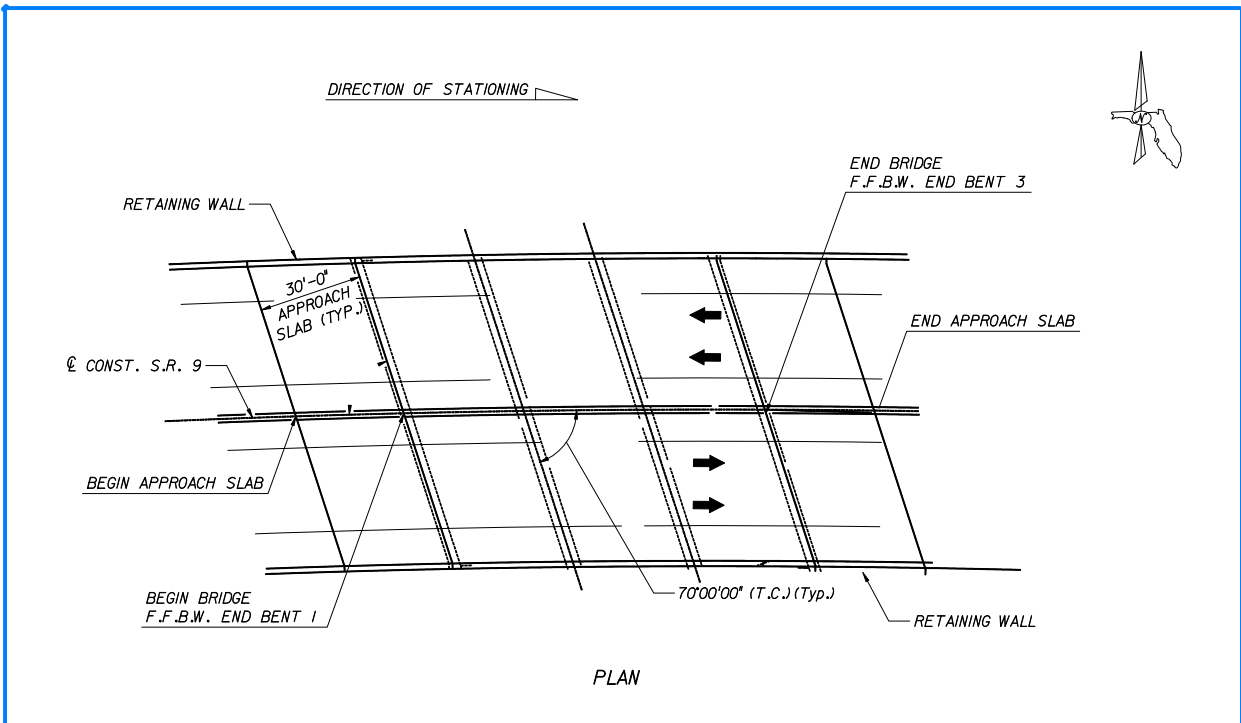 DIRECTION OF STATIONING
N
END BRIDGE
F.F.B.W. END BENT 3
RETAINING WALL
30'-0"
APPROACH
SLAB (TYP.)
END APPROACH SLAB
℄ CONST. S.R. 9
BEGIN APPROACH SLAB
70°00'00" (T.C.) (Typ.)
BEGIN BRIDGE
F.F.B.W. END BENT 1
RETAINING WALL
PLAN